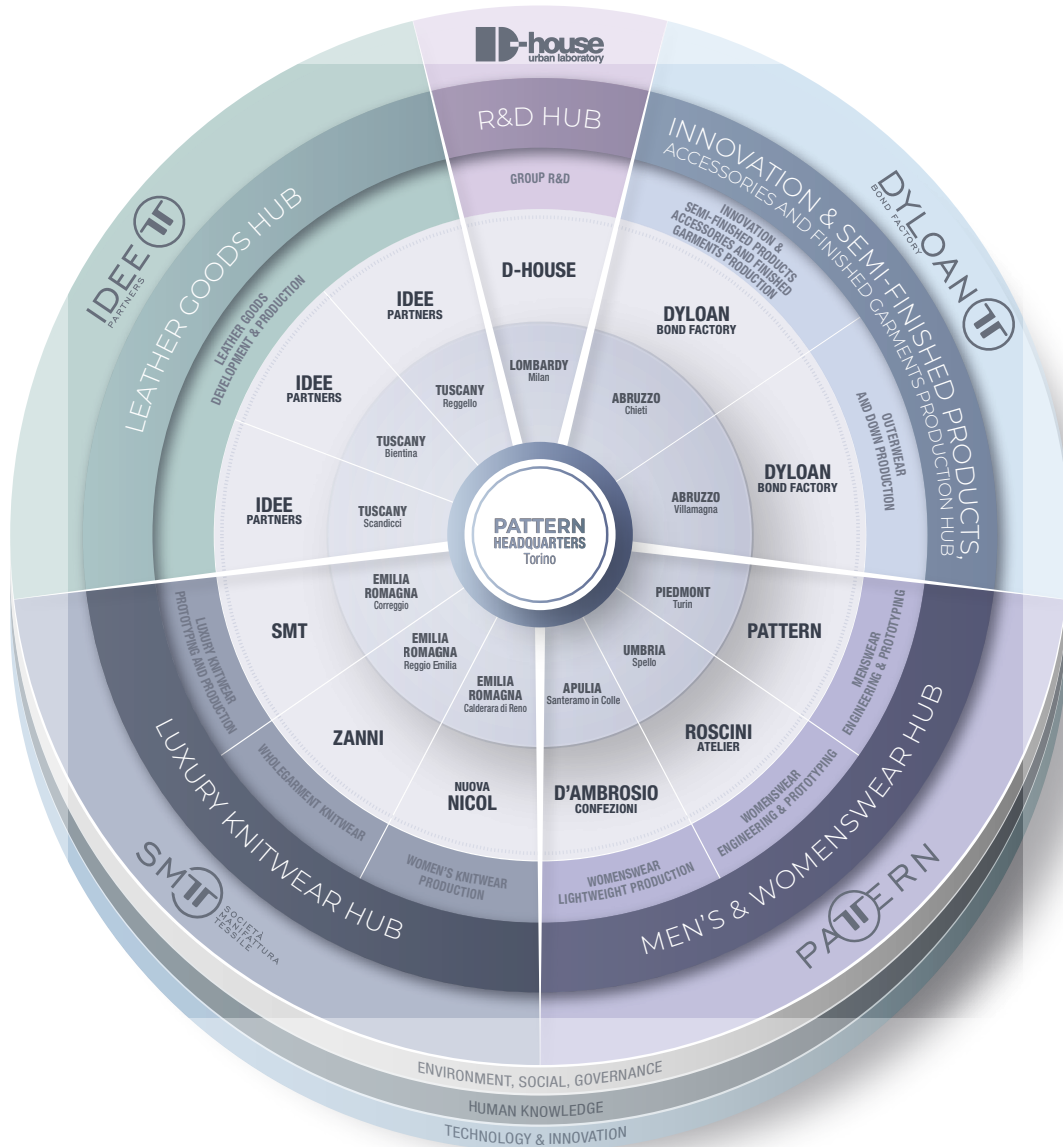 D-house
urban laboratory
R&D HUB
GROUP R&D
D-HOUSE
LOMBARDY
Milan
DYLOAN
BOND FACTORY
INNOVATION & SEMI-FINISHED PRODUCTS,
ACCESSORIES AND FINISHED GARMENTS PRODUCTION HUB
INNOVATION &
SEMI-FINISHED PRODUCTS
ACCESSORIES AND FINISHED
GARMENTS PRODUCTION
DYLOAN
BOND FACTORY
ABRUZZO
Chieti
OUTERWEAR
AND DOWN PRODUCTION
DYLOAN
BOND FACTORY
ABRUZZO
Villamagna
PATTERN
MEN'S & WOMENSWEAR HUB
MENSWEAR
ENGINEERING & PROTOTYPING
PATTERN
PIEDMONT
Turin
WOMENSWEAR
ENGINEERING & PROTOTYPING
ROSCINI
ATELIER
UMBRIA
Spello
WOMENSWEAR
LIGHTWEIGHT PRODUCTION
D'AMBROSIO
CONFEZIONI
APULIA
Santeramo in Colle
SMT
SOCIETÀ
MANIFATTURA
TESSILE
LUXURY KNITWEAR HUB
WOMEN'S KNITWEAR
PRODUCTION
NUOVA
NICOL
EMILIA
ROMAGNA
Calderara di Reno
WHOLEGARMENT KNITWEAR
ZANNI
EMILIA
ROMAGNA
Reggio Emilia
LUXURY KNITWEAR
PROTOTYPING AND PRODUCTION
SMT
EMILIA
ROMAGNA
Correggio
IDEE
PARTNERS
LEATHER GOODS HUB
LEATHER GOODS
DEVELOPMENT & PRODUCTION
IDEE
PARTNERS
TUSCANY
Scandicci
IDEE
PARTNERS
TUSCANY
Bientina
IDEE
PARTNERS
TUSCANY
Reggello
PATTERN
HEADQUARTERS
Torino
ENVIRONMENT, SOCIAL, GOVERNANCE
HUMAN KNOWLEDGE
TECHNOLOGY & INNOVATION